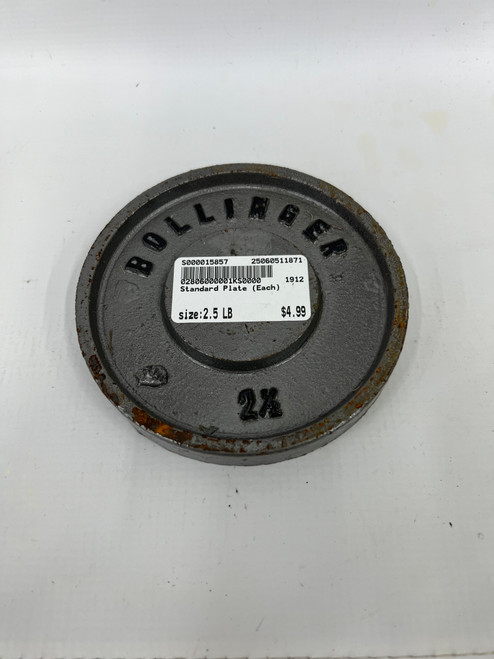 BOLLINGER
S000015857 25060511871
02806000001KS0000 1912
Standard Plate (Each)
size:2.5 LB $4.99
2½